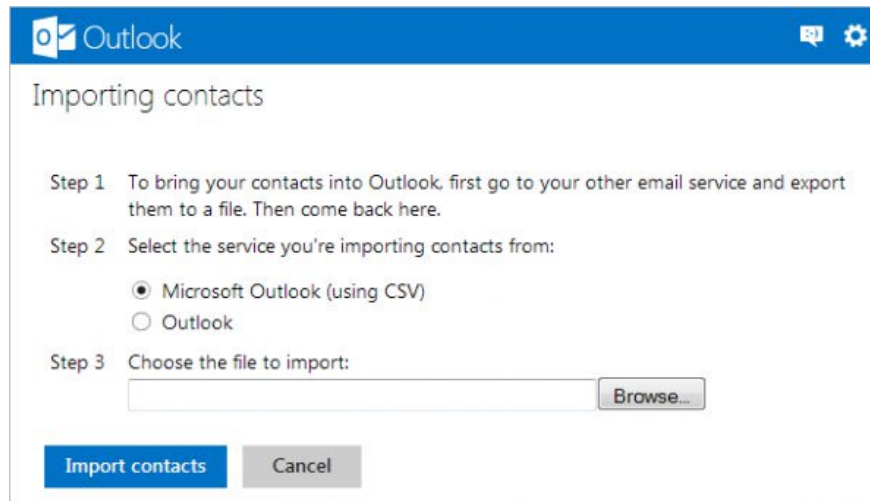 Outlook
Importing contacts
Step 1 To bring your contacts into Outlook, first go to your other email service and export
them to a file. Then come back here.
Step 2 Select the service you're importing contacts from:
Microsoft Outlook (using CSV)
Outlook
Step 3 Choose the file to import:
Browse...
Import contacts Cancel